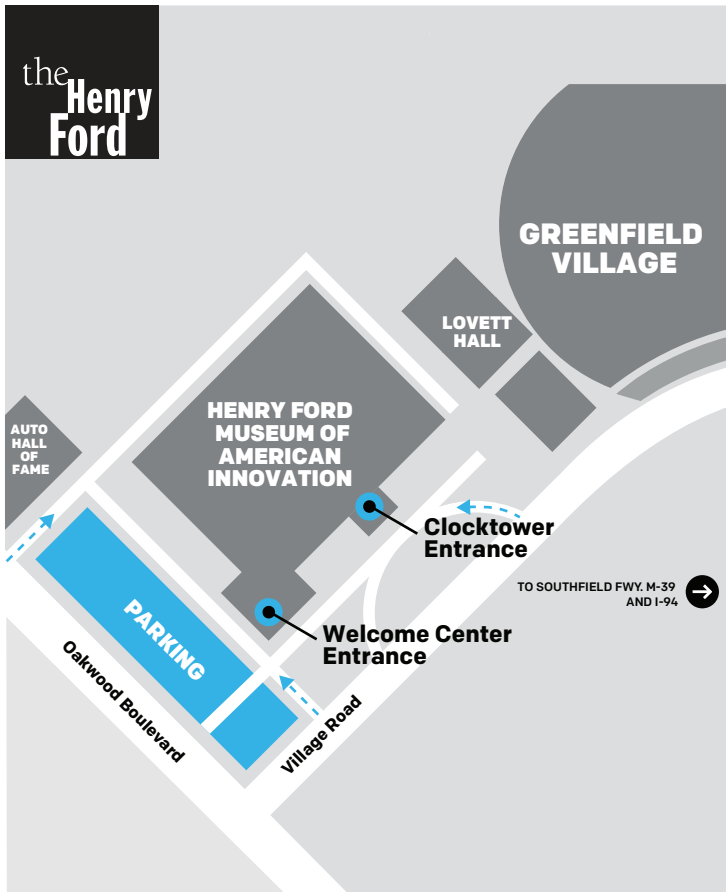 the
Henry
Ford
GREENFIELD
VILLAGE
LOVETT
HALL
HENRY FORD
MUSEUM OF
AMERICAN
INNOVATION
AUTO
HALL
OF
FAME
Clocktower
Entrance
TO SOUTHFIELD FWY. M-39
AND I-94
Welcome Center
Entrance
PARKING
Oakwood Boulevard
Village Road